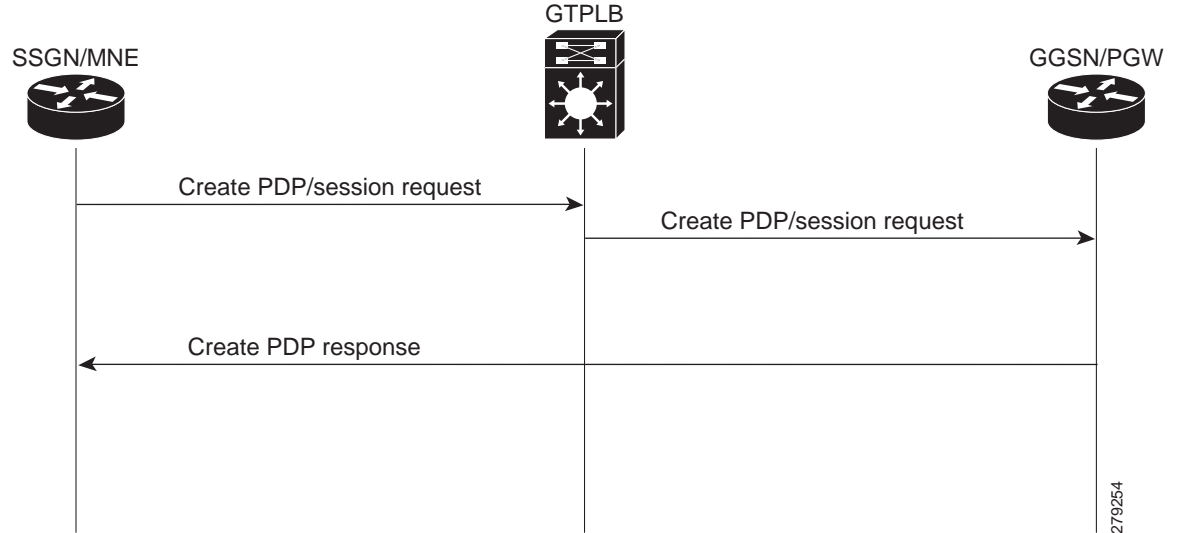 GTPLB
SSGN/MNE
GGSN/PGW
Create PDP/session request
Create PDP/session request
Create PDP response
279254